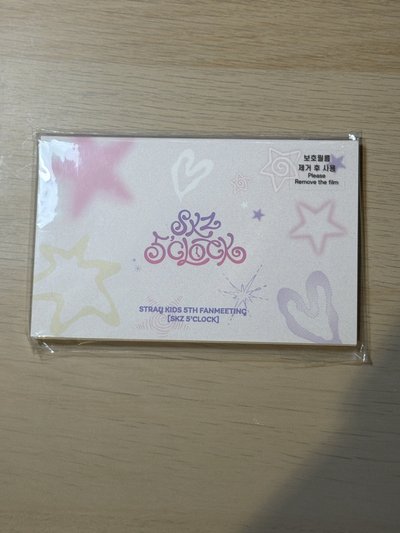 보호필름
제거 후 사용
Please
Remove the film
SKZ
5'CLOCK
STRAY KIDS 5TH FANMEETING
[SKZ 5'CLOCK]